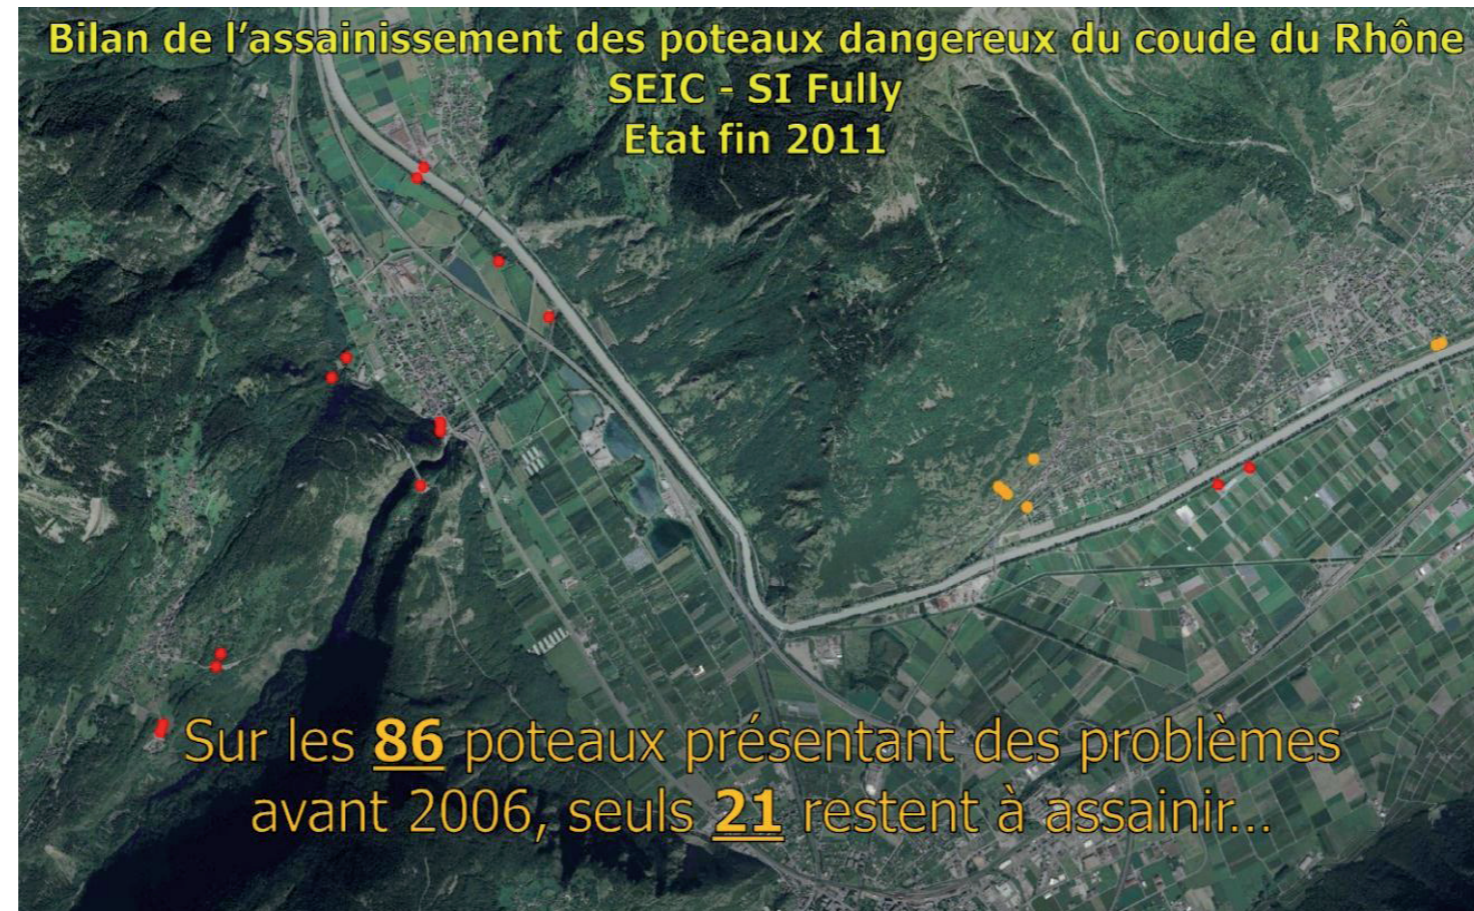 Bilan de l'assainissement des poteaux dangereux du coude du Rhône
SEIC - SI Fully
Etat fin 2011
Sur les 86 poteaux présentant des problèmes
avant 2006, seuls 21 restent à assainir...